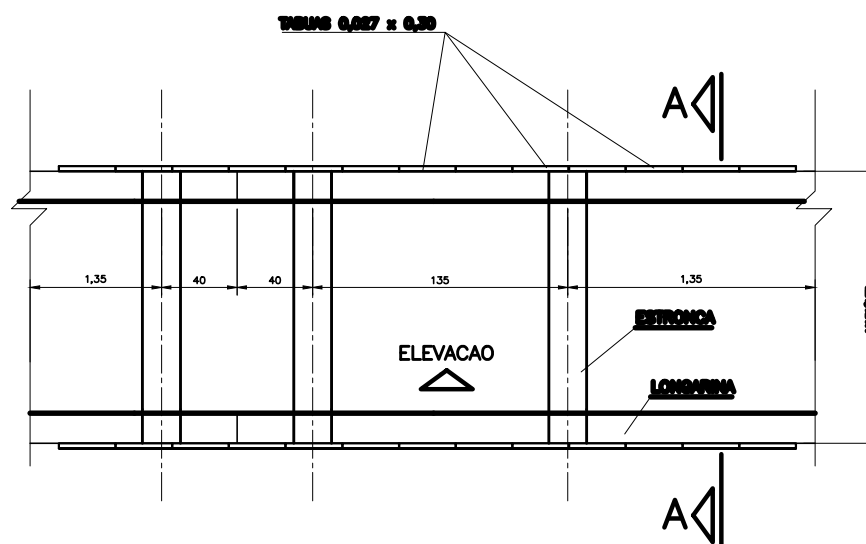 TABUAS 0,027 x 0,30
A
1,35
40
40
135
1,35
ESTRONCA
ELEVACAO
LONGARINA
A